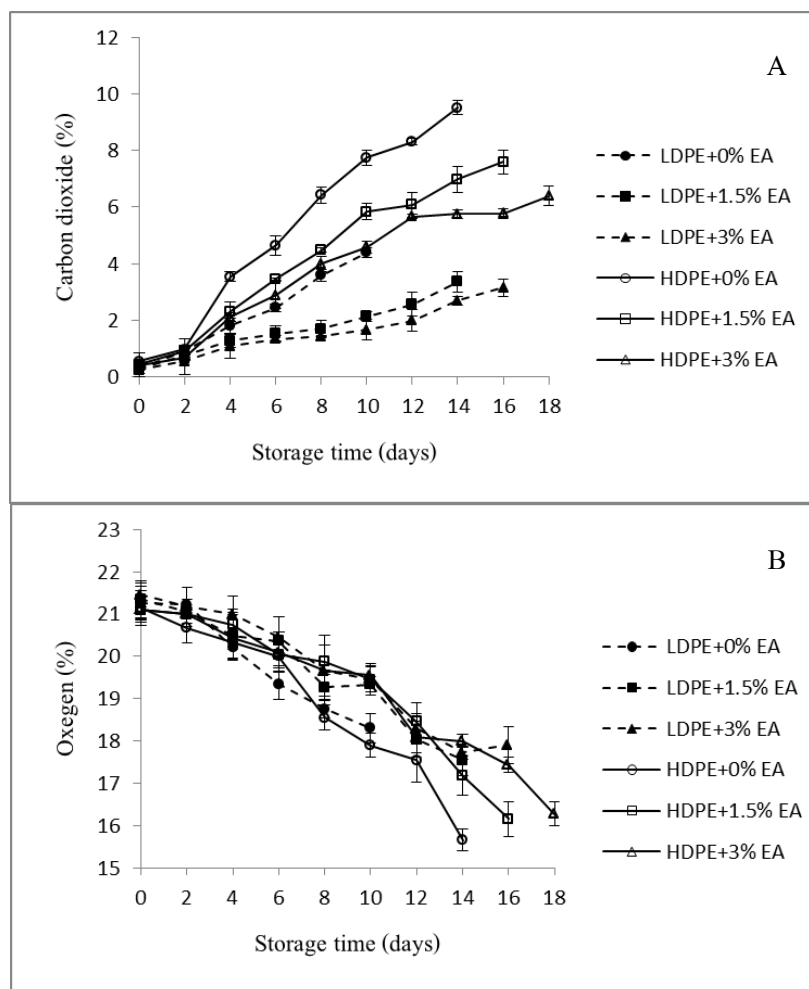 A
12
10
8
6
4
2
0
Carbon dioxide (%)
0 2 4 6 8 10 12 14 16 18
Storage time (days)
LDPE+0% EA
LDPE+1.5% EA
LDPE+3% EA
HDPE+0% EA
HDPE+1.5% EA
HDPE+3% EA
B
23
22
21
20
19
18
17
16
15
Oxegen (%)
0 2 4 6 8 10 12 14 16 18
Storage time (days)
LDPE+0% EA
LDPE+1.5% EA
LDPE+3% EA
HDPE+0% EA
HDPE+1.5% EA
HDPE+3% EA